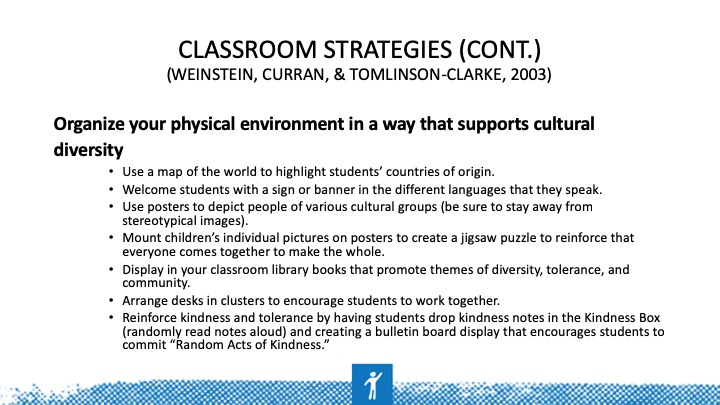 CLASSROOM STRATEGIES (CONT.)
(WEINSTEIN, CURRAN, & TOMLINSON-CLARKE, 2003)
Organize your physical environment in a way that supports cultural
diversity
• Use a map of the world to highlight students’ countries of origin.
• Welcome students with a sign or banner in the different languages that they speak.
• Use posters to depict people of various cultural groups (be sure to stay away from
stereotypical images).
• Mount children’s individual pictures on posters to create a jigsaw puzzle to reinforce that
everyone comes together to make the whole.
• Display in your classroom library books that promote themes of diversity, tolerance, and
community.
• Arrange desks in clusters to encourage students to work together.
• Reinforce kindness and tolerance by having students drop kindness notes in the Kindness Box
(randomly read notes aloud) and creating a bulletin board display that encourages students to
commit “Random Acts of Kindness.”